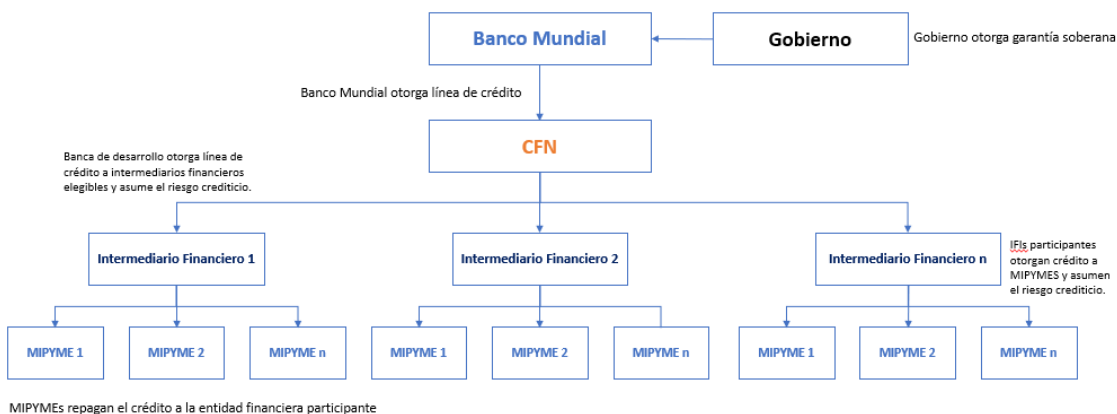 Banco Mundial
Gobierno
Gobierno otorga garantía soberana
Banco Mundial otorga línea de crédito
CFN
Banca de desarrollo otorga línea de
crédito a intermediarios financieros
elegibles y asume el riesgo crediticio.
Intermediario Financiero 1
Intermediario Financiero 2
Intermediario Financiero n
IFIs participantes
otorgan crédito a
MIPYMES y asumen
el riesgo crediticio.
MIPYME 1
MIPYME 2
MIPYME n
MIPYME 1
MIPYME 2
MIPYME n
MIPYME 1
MIPYME 2
MIPYME n
MIPYMEs repagan el crédito a la entidad financiera participante